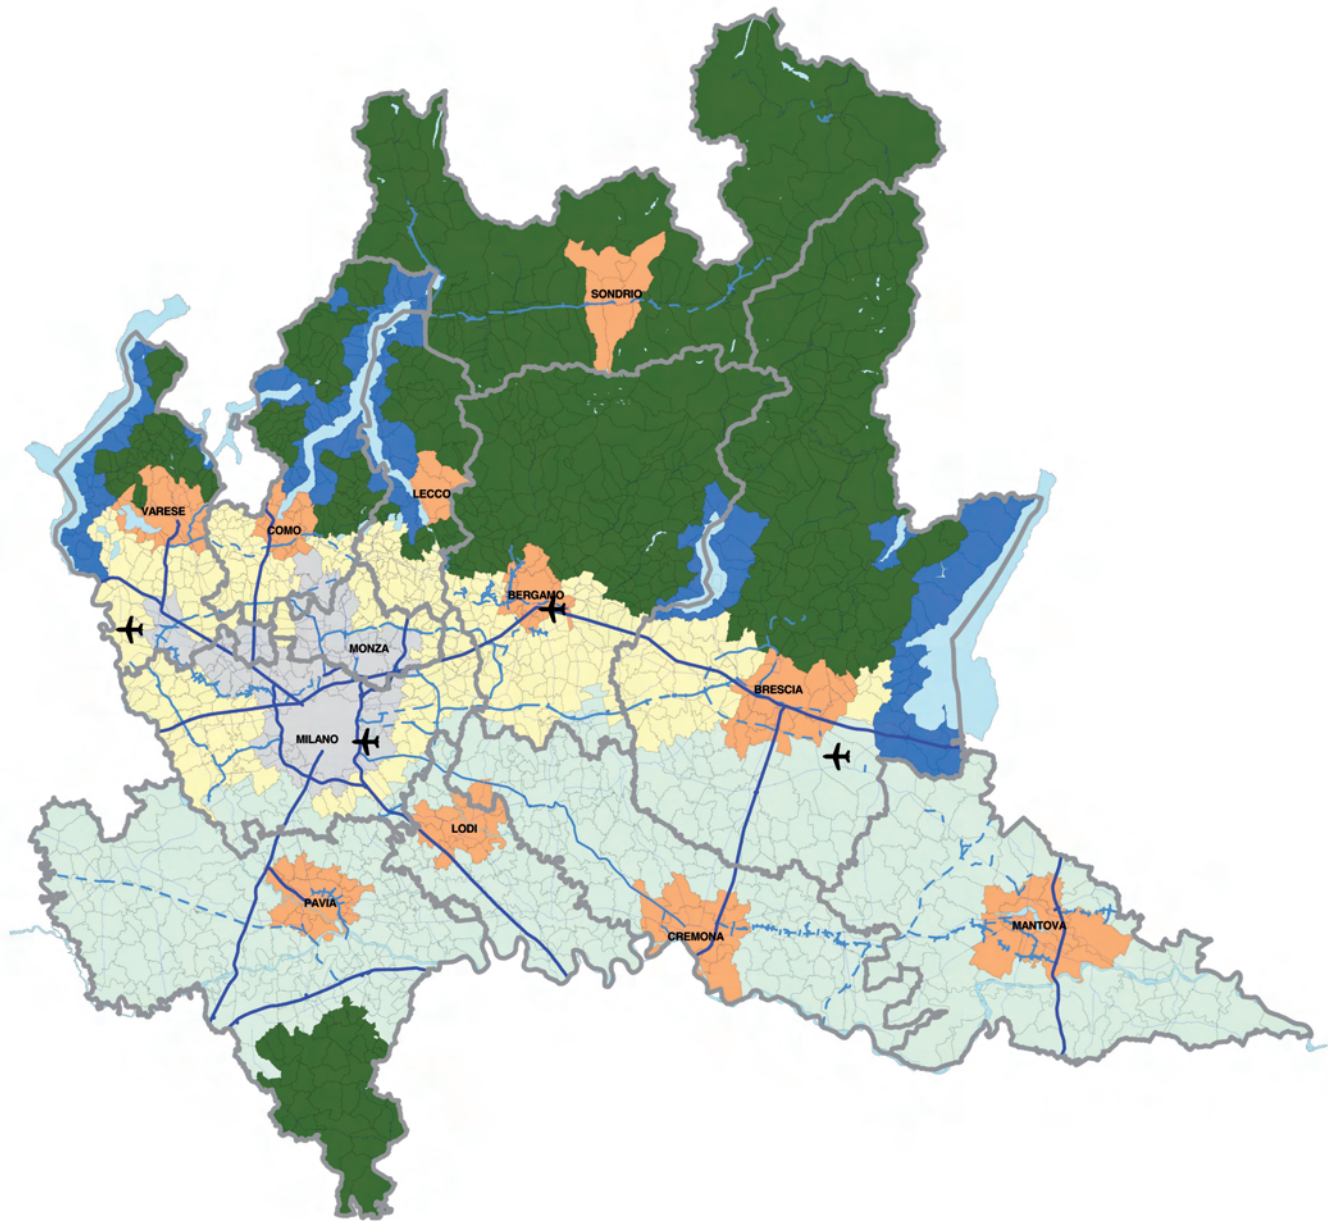 SONDRIO
LECCO
VARESE
COMO
BERGAMO
MONZA
BRESCIA
MILANO
LODI
PAVIA
MANTOVA
CREMONA